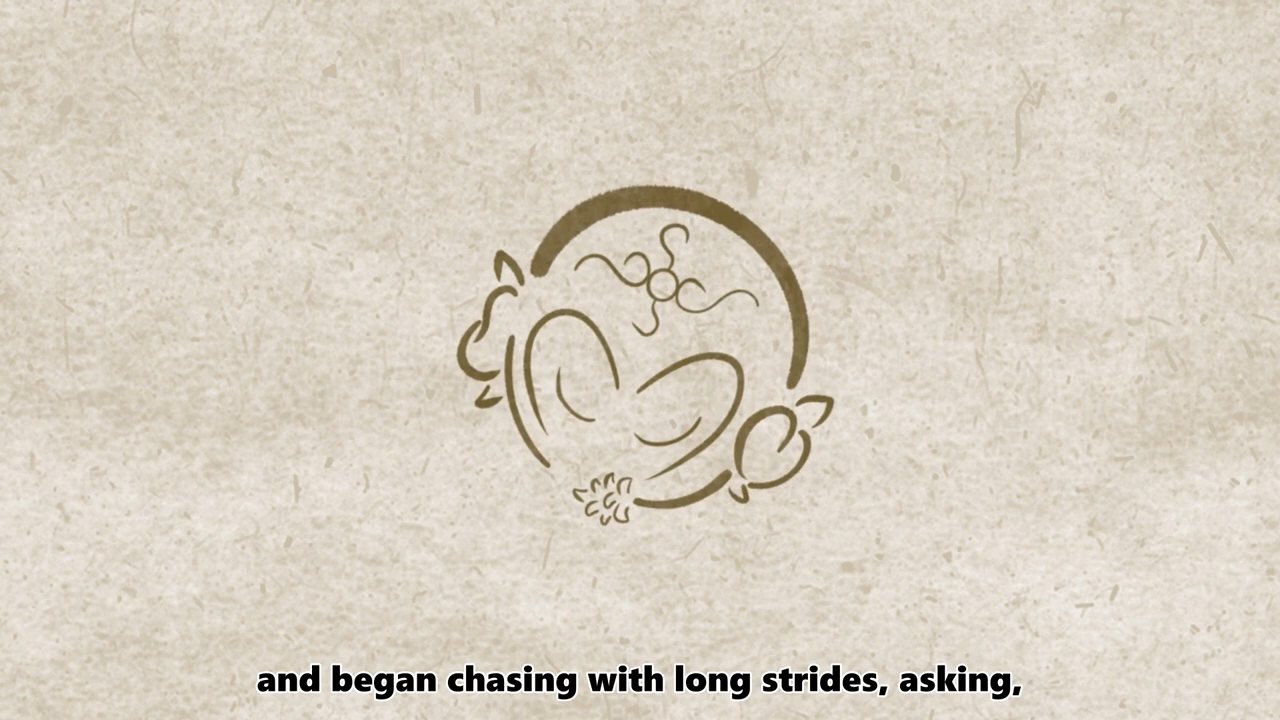 and began chasing with long strides, asking,